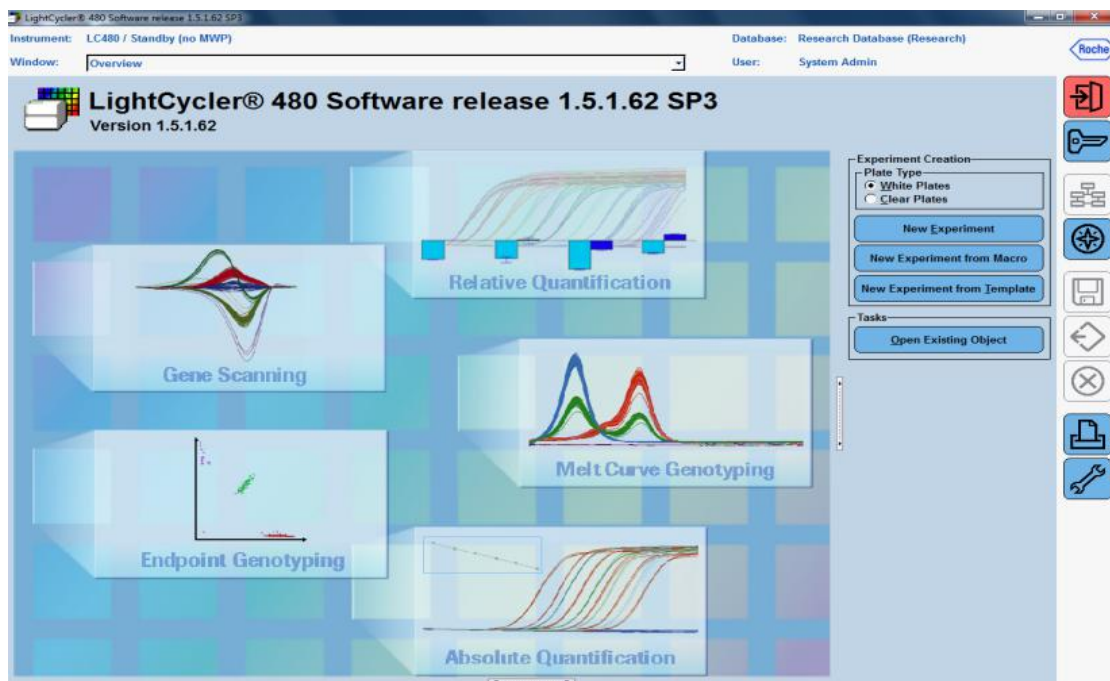 LightCycler® 480 Software release 1.5.1.62 SP3
Instrument: LC480 / Standby (no MWP)
Database: Research Database (Research)
Window: Overview
User: System Admin
Roche
LightCycler® 480 Software release 1.5.1.62 SP3
Version 1.5.1.62
Experiment Creation
Plate Type
White Plates
Clear Plates
New Experiment
New Experiment from Macro
New Experiment from Template
Tasks
Open Existing Object
Relative Quantification
Gene Scanning
Melt Curve Genotyping
Endpoint Genotyping
Absolute Quantification